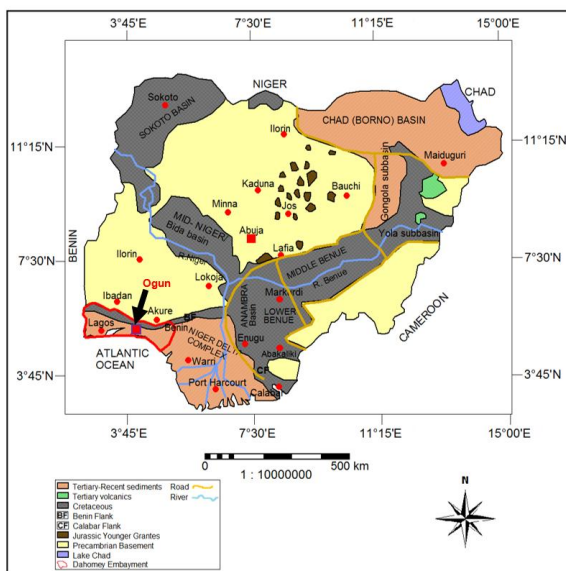 3°45'E 7°30'E 11°15'E 15°00'E
NIGER
CHAD
Sokoto
SOKOTO BASIN
CHAD (BORNO) BASIN
Ilorin
11°15'N 11°15'N
Maiduguri
Kaduna
Bauchi
Gongola subbasin
Minna
Jos
MID- NIGER/
Bida basin
Abuja
Yola subbasin
BENIN
Lafia
7°30'N 7°30'N
Ilorin
R.Niger
MIDDLE BENUE
R. Benue
Ogun
Lokoja
Ibadan
Markurdi
ANAMBRA
Basin
LOWER
BENUE
CAMEROON
Akure
BF
Lagos
Benin
NIGER DELTA
COMPLEX
Enugu
Abakaliki
ATLANTIC
OCEAN
Warri
CF
3°45'N 3°45'N
Port Harcourt
Calabar
3°45'E 7°30'E 11°15'E 15°00'E
0 500 km
1 : 10000000
Tertiary-Recent sediments Road
Tertiary volcanics River
Cretaceous
BF Benin Flank
CF Calabar Flank
Jurassic Younger Grantes
Precambrian Basement
Lake Chad
Dahomey Embayment
N